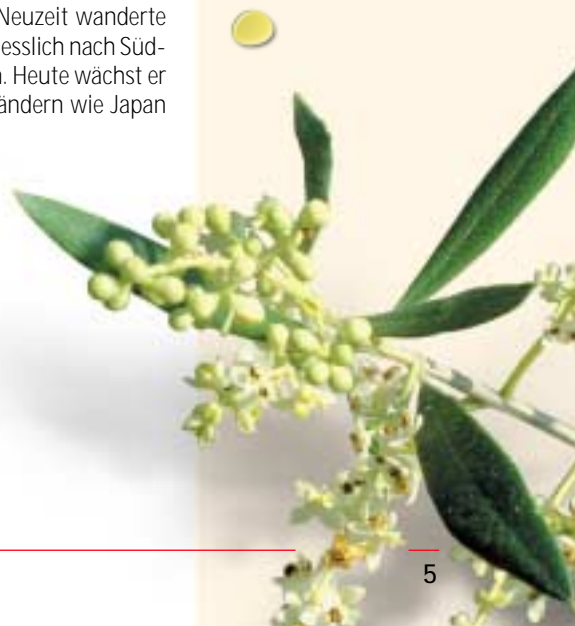 Neuzeit wanderte
esslich nach Süd-
. Heute wächst er
ändern wie Japan
5